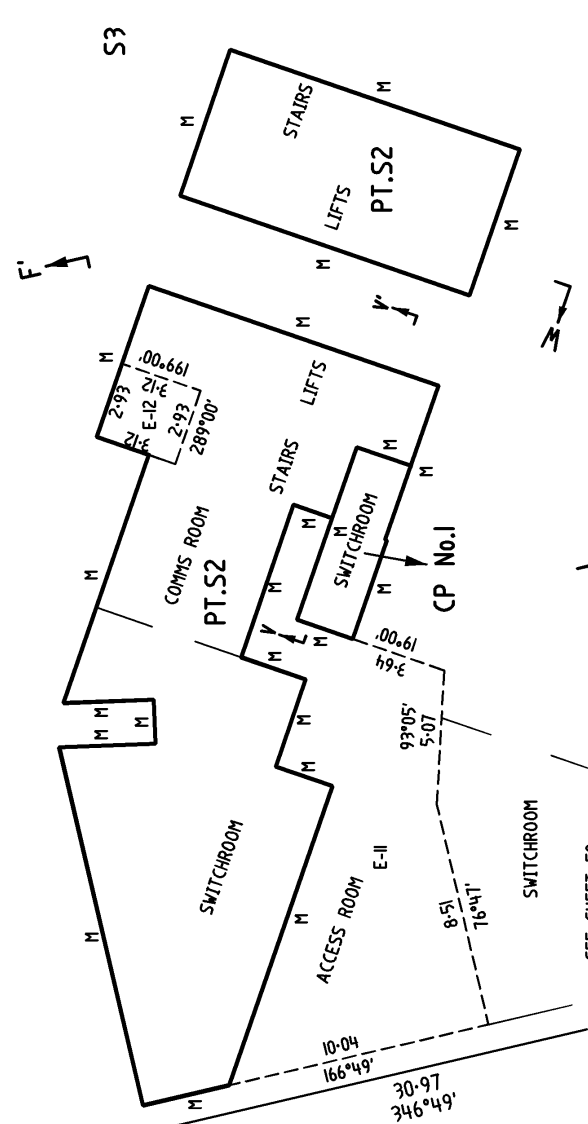 S3
M
M
STAIRS
LIFTS
PT.S2
M
M
F'
V'
M
M
M
199°00'
3·12
2·93
E-12
3·12
2·93
289°00'
LIFTS
STAIRS
M
M
COMMS ROOM
PT.S2
M
M
M
SWITCHROOM
M
CP No.1
M
M
V
M
M
19°00'
3·64
M
M
M
M
93°05'
5·07
M
SWITCHROOM
M
E-11
ACCESS ROOM
M
8·51
76°47'
SWITCHROOM
M
10·04
166°49'
30·97
346°49'
M